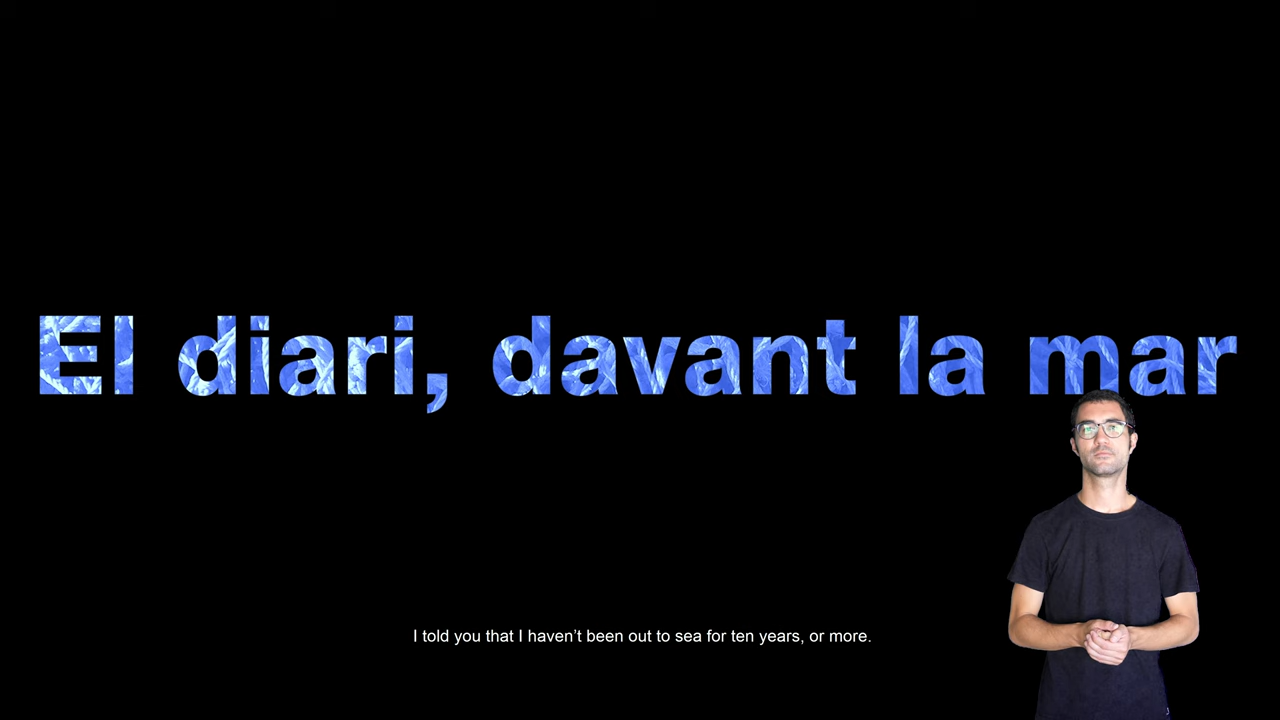 El diari, davant la mar
I told you that I haven’t been out to sea for ten years, or more.